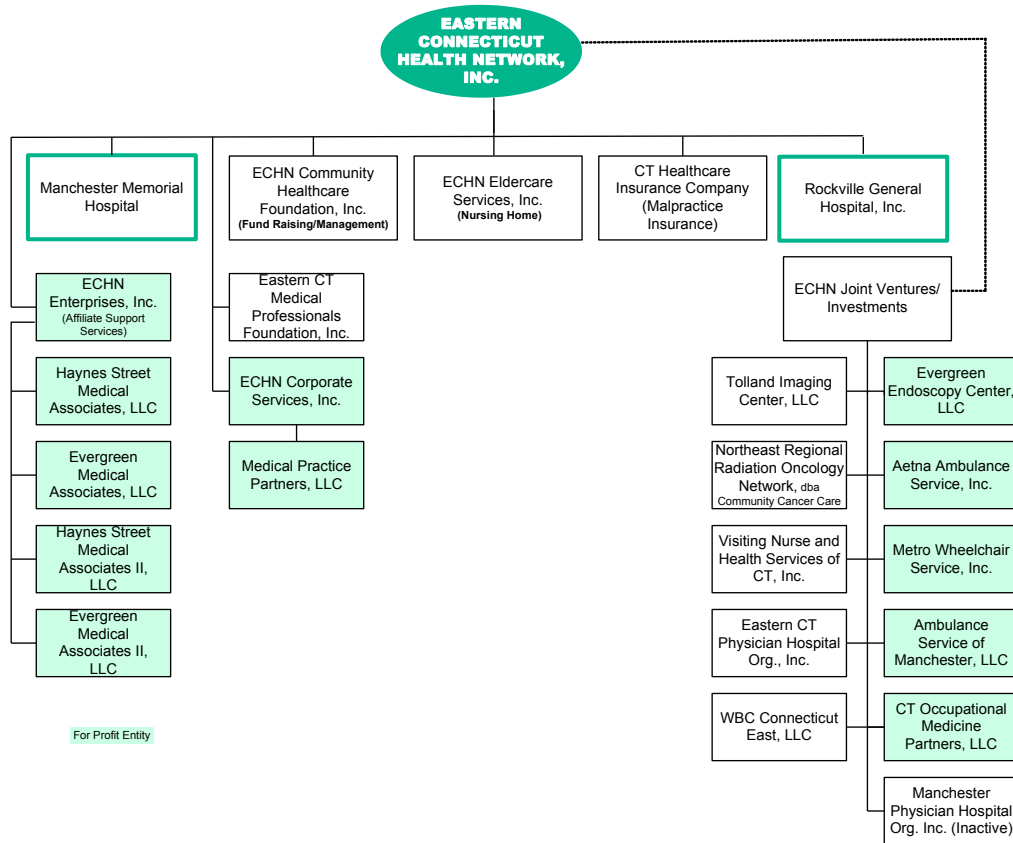 EASTERN
CONNECTICUT
HEALTH NETWORK,
INC.
Manchester Memorial
Hospital
ECHN Community
Healthcare
Foundation, Inc.
(Fund Raising/Management)
ECHN Eldercare
Services, Inc.
(Nursing Home)
CT Healthcare
Insurance Company
(Malpractice
Insurance)
Rockville General
Hospital, Inc.
ECHN
Enterprises, Inc.
(Affiliate Support
Services)
Haynes Street
Medical
Associates, LLC
Evergreen
Medical
Associates, LLC
Haynes Street
Medical
Associates II,
LLC
Evergreen
Medical
Associates II,
LLC
Eastern CT
Medical
Professionals
Foundation, Inc.
ECHN Corporate
Services, Inc.
Medical Practice
Partners, LLC
ECHN Joint Ventures/
Investments
Tolland Imaging
Center, LLC
Evergreen
Endoscopy Center,
LLC
Northeast Regional
Radiation Oncology
Network, dba
Community Cancer Care
Aetna Ambulance
Service, Inc.
Visiting Nurse and
Health Services of
CT, Inc.
Metro Wheelchair
Service, Inc.
Eastern CT
Physician Hospital
Org., Inc.
Ambulance
Service of
Manchester, LLC
WBC Connecticut
East, LLC
CT Occupational
Medicine
Partners, LLC
Manchester
Physician Hospital
Org. Inc. (Inactive)
For Profit Entity